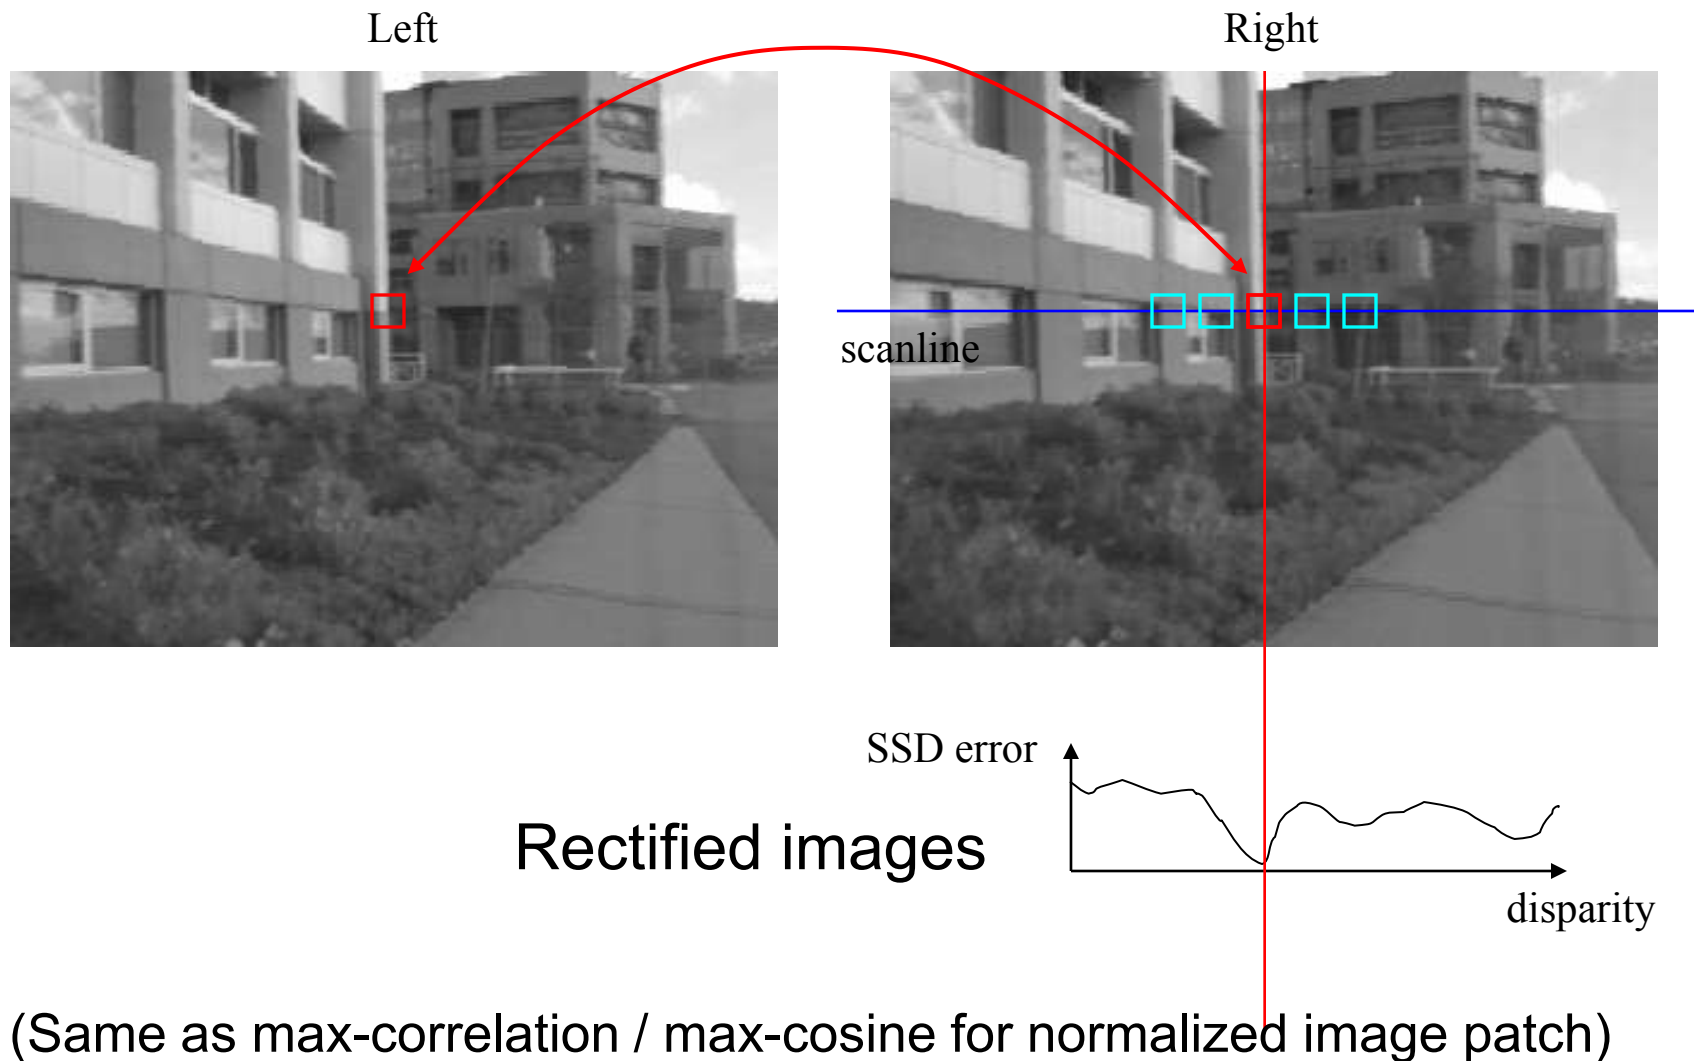 Left
Right
scanline
SSD error
Rectified images
disparity
(Same as max-correlation / max-cosine for normalized image patch)